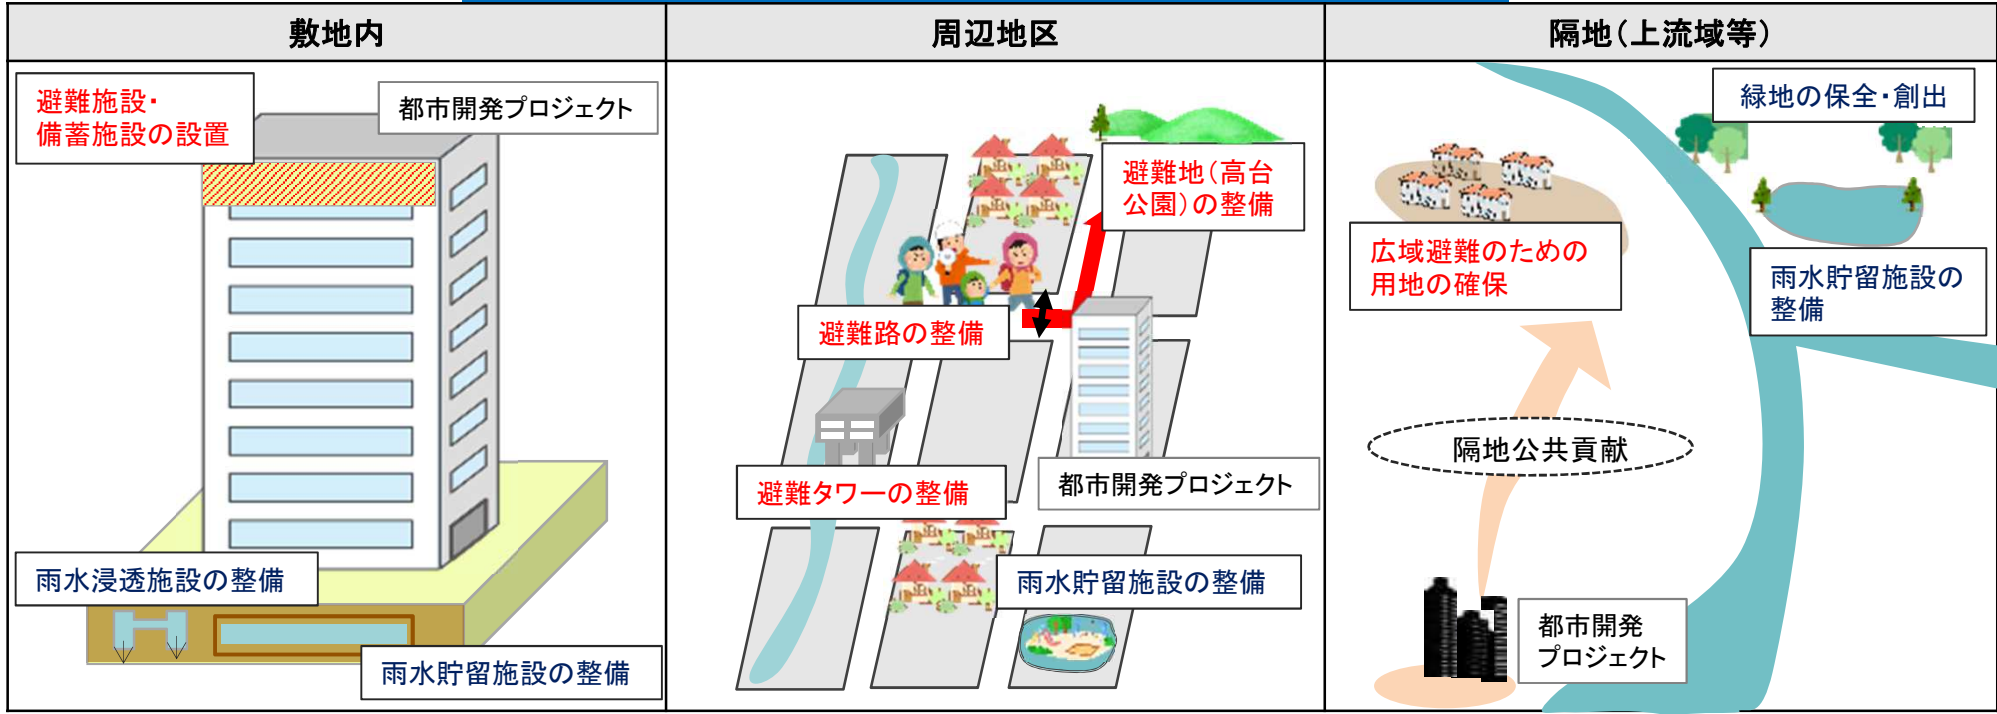 敷地内
避難施設・
備蓄施設の設置
都市開発プロジェクト
雨水浸透施設の整備
雨水貯留施設の整備
周辺地区
避難地（高台
公園）の整備
避難路の整備
避難タワーの整備
都市開発プロジェクト
雨水貯留施設の整備
隔地（上流域等）
緑地の保全・創出
広域避難のための
用地の確保
雨水貯留施設の
整備
隔地公共貢献
都市開発
プロジェクト